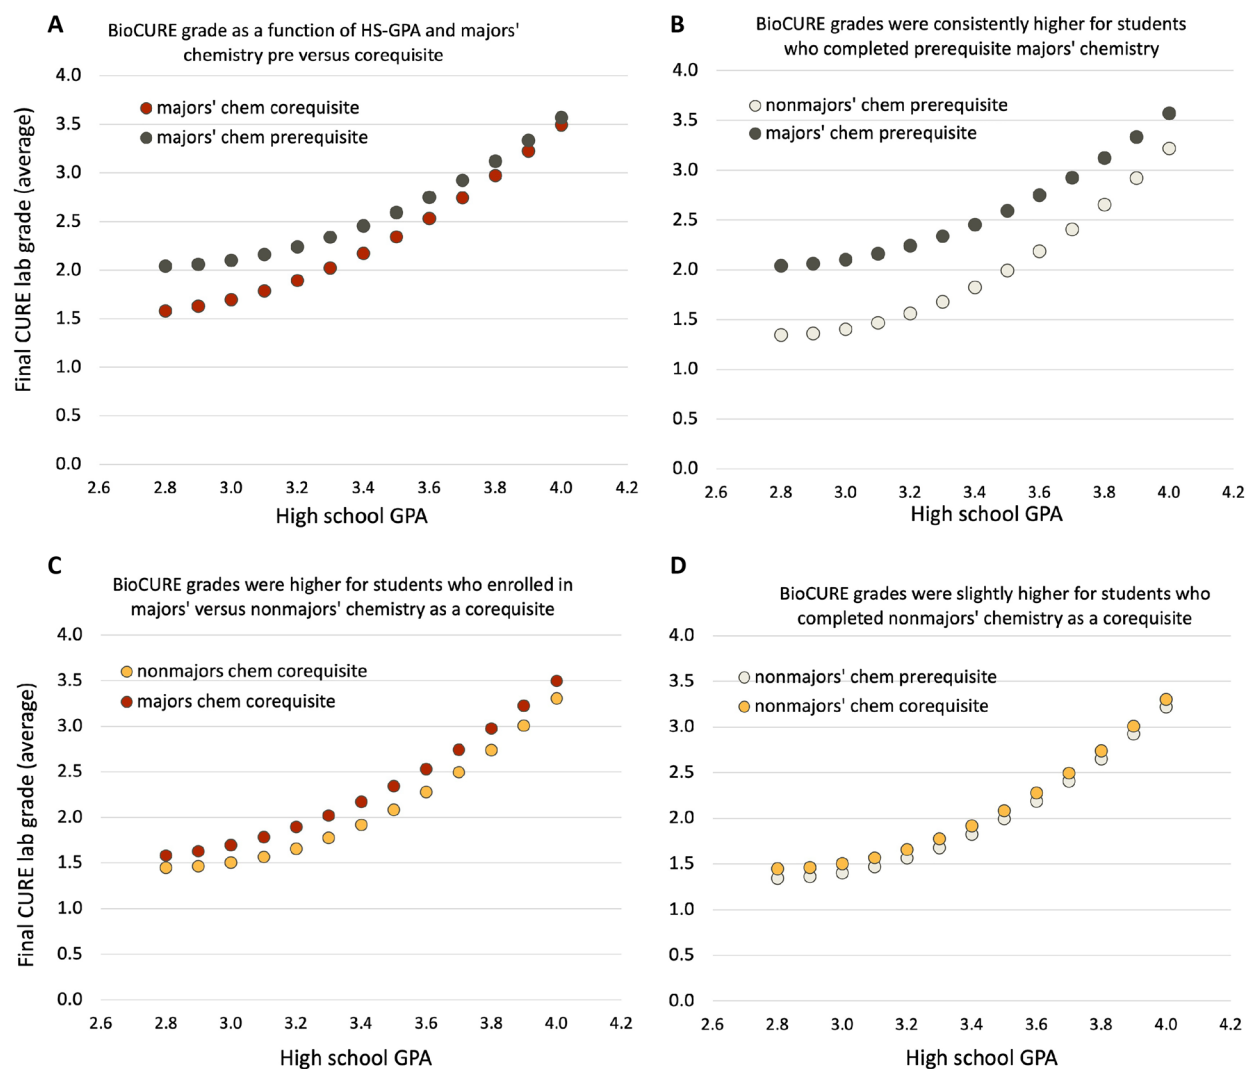 A
BioCURE grade as a function of HS-GPA and majors'
chemistry pre versus corequisite
4.0
majors' chem corequisite
3.5
majors' chem prerequisite
3.0
2.5
2.0
1.5
1.0
0.5
0.0
2.6 2.8 3.0 3.2 3.4 3.6 3.8 4.0 4.2
Final CURE lab grade (average)
High school GPA
B
BioCURE grades were consistently higher for students
who completed prerequisite majors' chemistry
4.0
nonmajors' chem prerequisite
3.5
majors' chem prerequisite
3.0
2.5
2.0
1.5
1.0
0.5
0.0
2.6 2.8 3.0 3.2 3.4 3.6 3.8 4.0 4.2
High school GPA
C
BioCURE grades were higher for students who enrolled in
majors' versus nonmajors' chemistry as a corequisite
4.0
nonmajors chem corequisite
3.5
majors chem corequisite
3.0
2.5
2.0
1.5
1.0
0.5
0.0
2.6 2.8 3.0 3.2 3.4 3.6 3.8 4.0 4.2
Final CURE lab grade (average)
High school GPA
D
BioCURE grades were slightly higher for students who
completed nonmajors' chemistry as a corequisite
4.0
nonmajors' chem prerequisite
3.5
nonmajors' chem corequisite
3.0
2.5
2.0
1.5
1.0
0.5
0.0
2.6 2.8 3.0 3.2 3.4 3.6 3.8 4.0 4.2
High school GPA